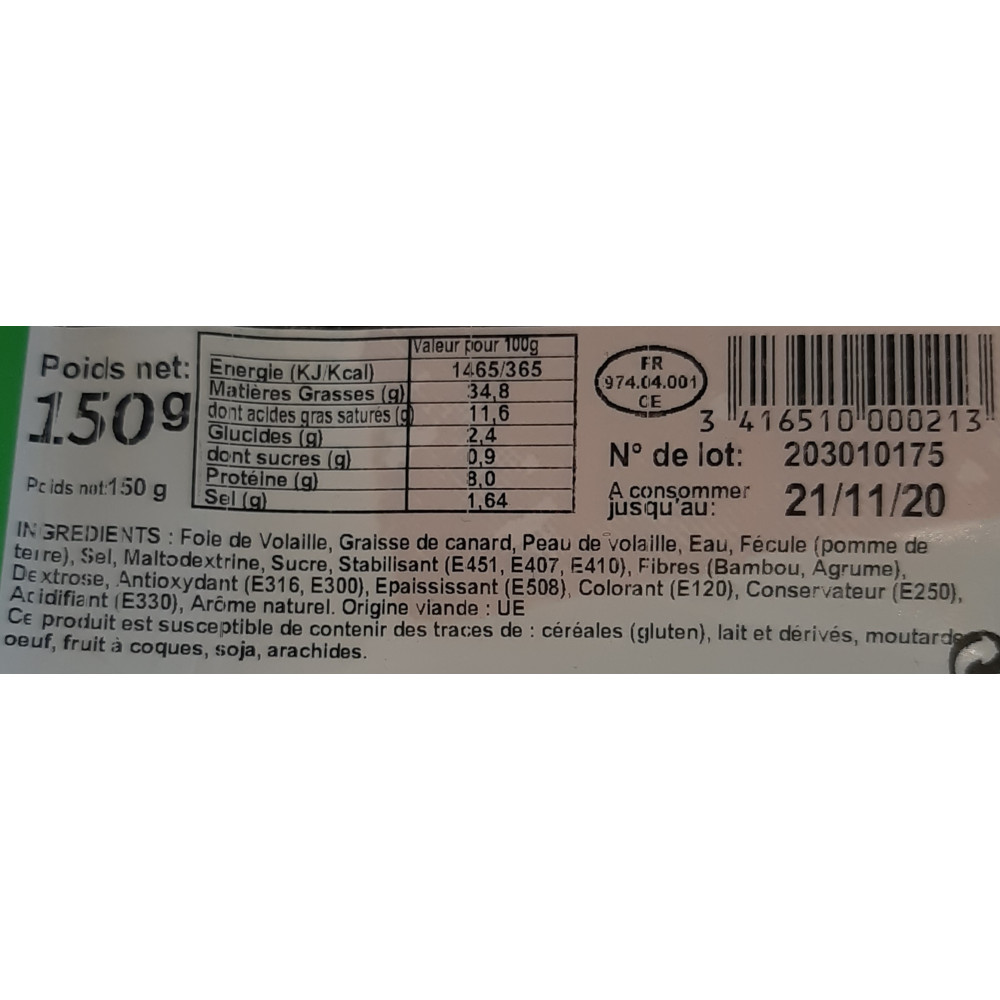 Poids net:
150g
Poids net:150 g
Valeur pour 100g
Energie (KJ/Kcal) 1465/365
Matières Grasses (g) 34,8
dont acides gras saturés (g) 11,6
Glucides (g) 2,4
dont sucres (g) 0,9
Protéine (g) 8,0
Sel (g) 1,64
FR
974.04.001
CE
3 416510 000213
N° de lot: 203010175
A consommer
jusqu'au: 21/11/20
INGREDIENTS : Foie de Volaille, Graisse de canard, Peau de volaille, Eau, Fécule (pomme de
terre), Sel, Maltodextrine, Sucre, Stabilisant (E451, E407, E410), Fibres (Bambou, Agrume),
Dextrose, Antioxydant (E316, E300), Epaississant (E508), Colorant (E120), Conservateur (E250),
Acidifiant (E330), Arôme naturel. Origine viande : UE
Ce produit est susceptible de contenir des traces de : céréales (gluten), lait et dérivés, moutarde
oeuf, fruit à coques, soja, arachides.